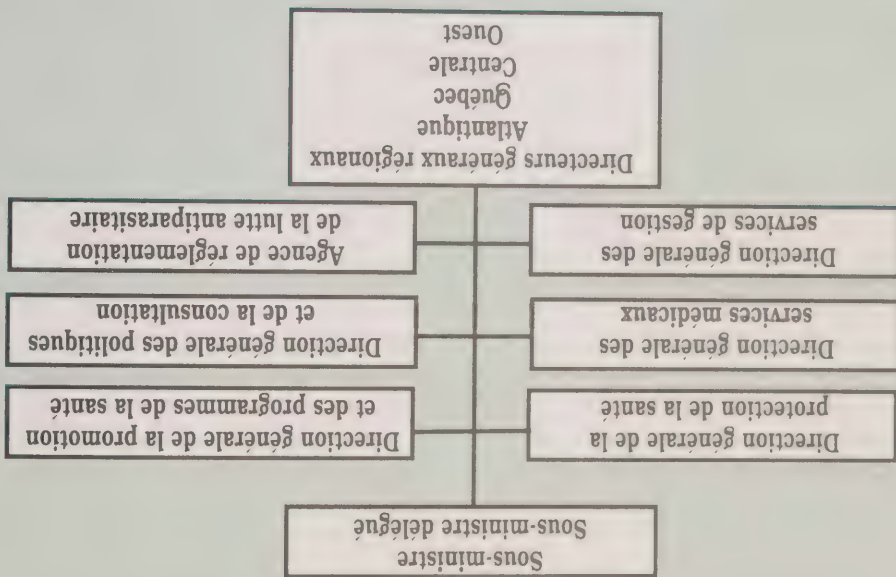 Sous-ministre
Sous-ministre délégué
Direction générale de la promotion
et des programmes de la santé
Direction générale de la
protection de la santé
Direction générale des politiques
et de la consultation
Direction générale des
services médicaux
Agence de réglementation
de la lutte antiparasitaire
Direction générale des
services de gestion
Directeurs généraux régionaux
Atlantique
Québec
Centrale
Ouest